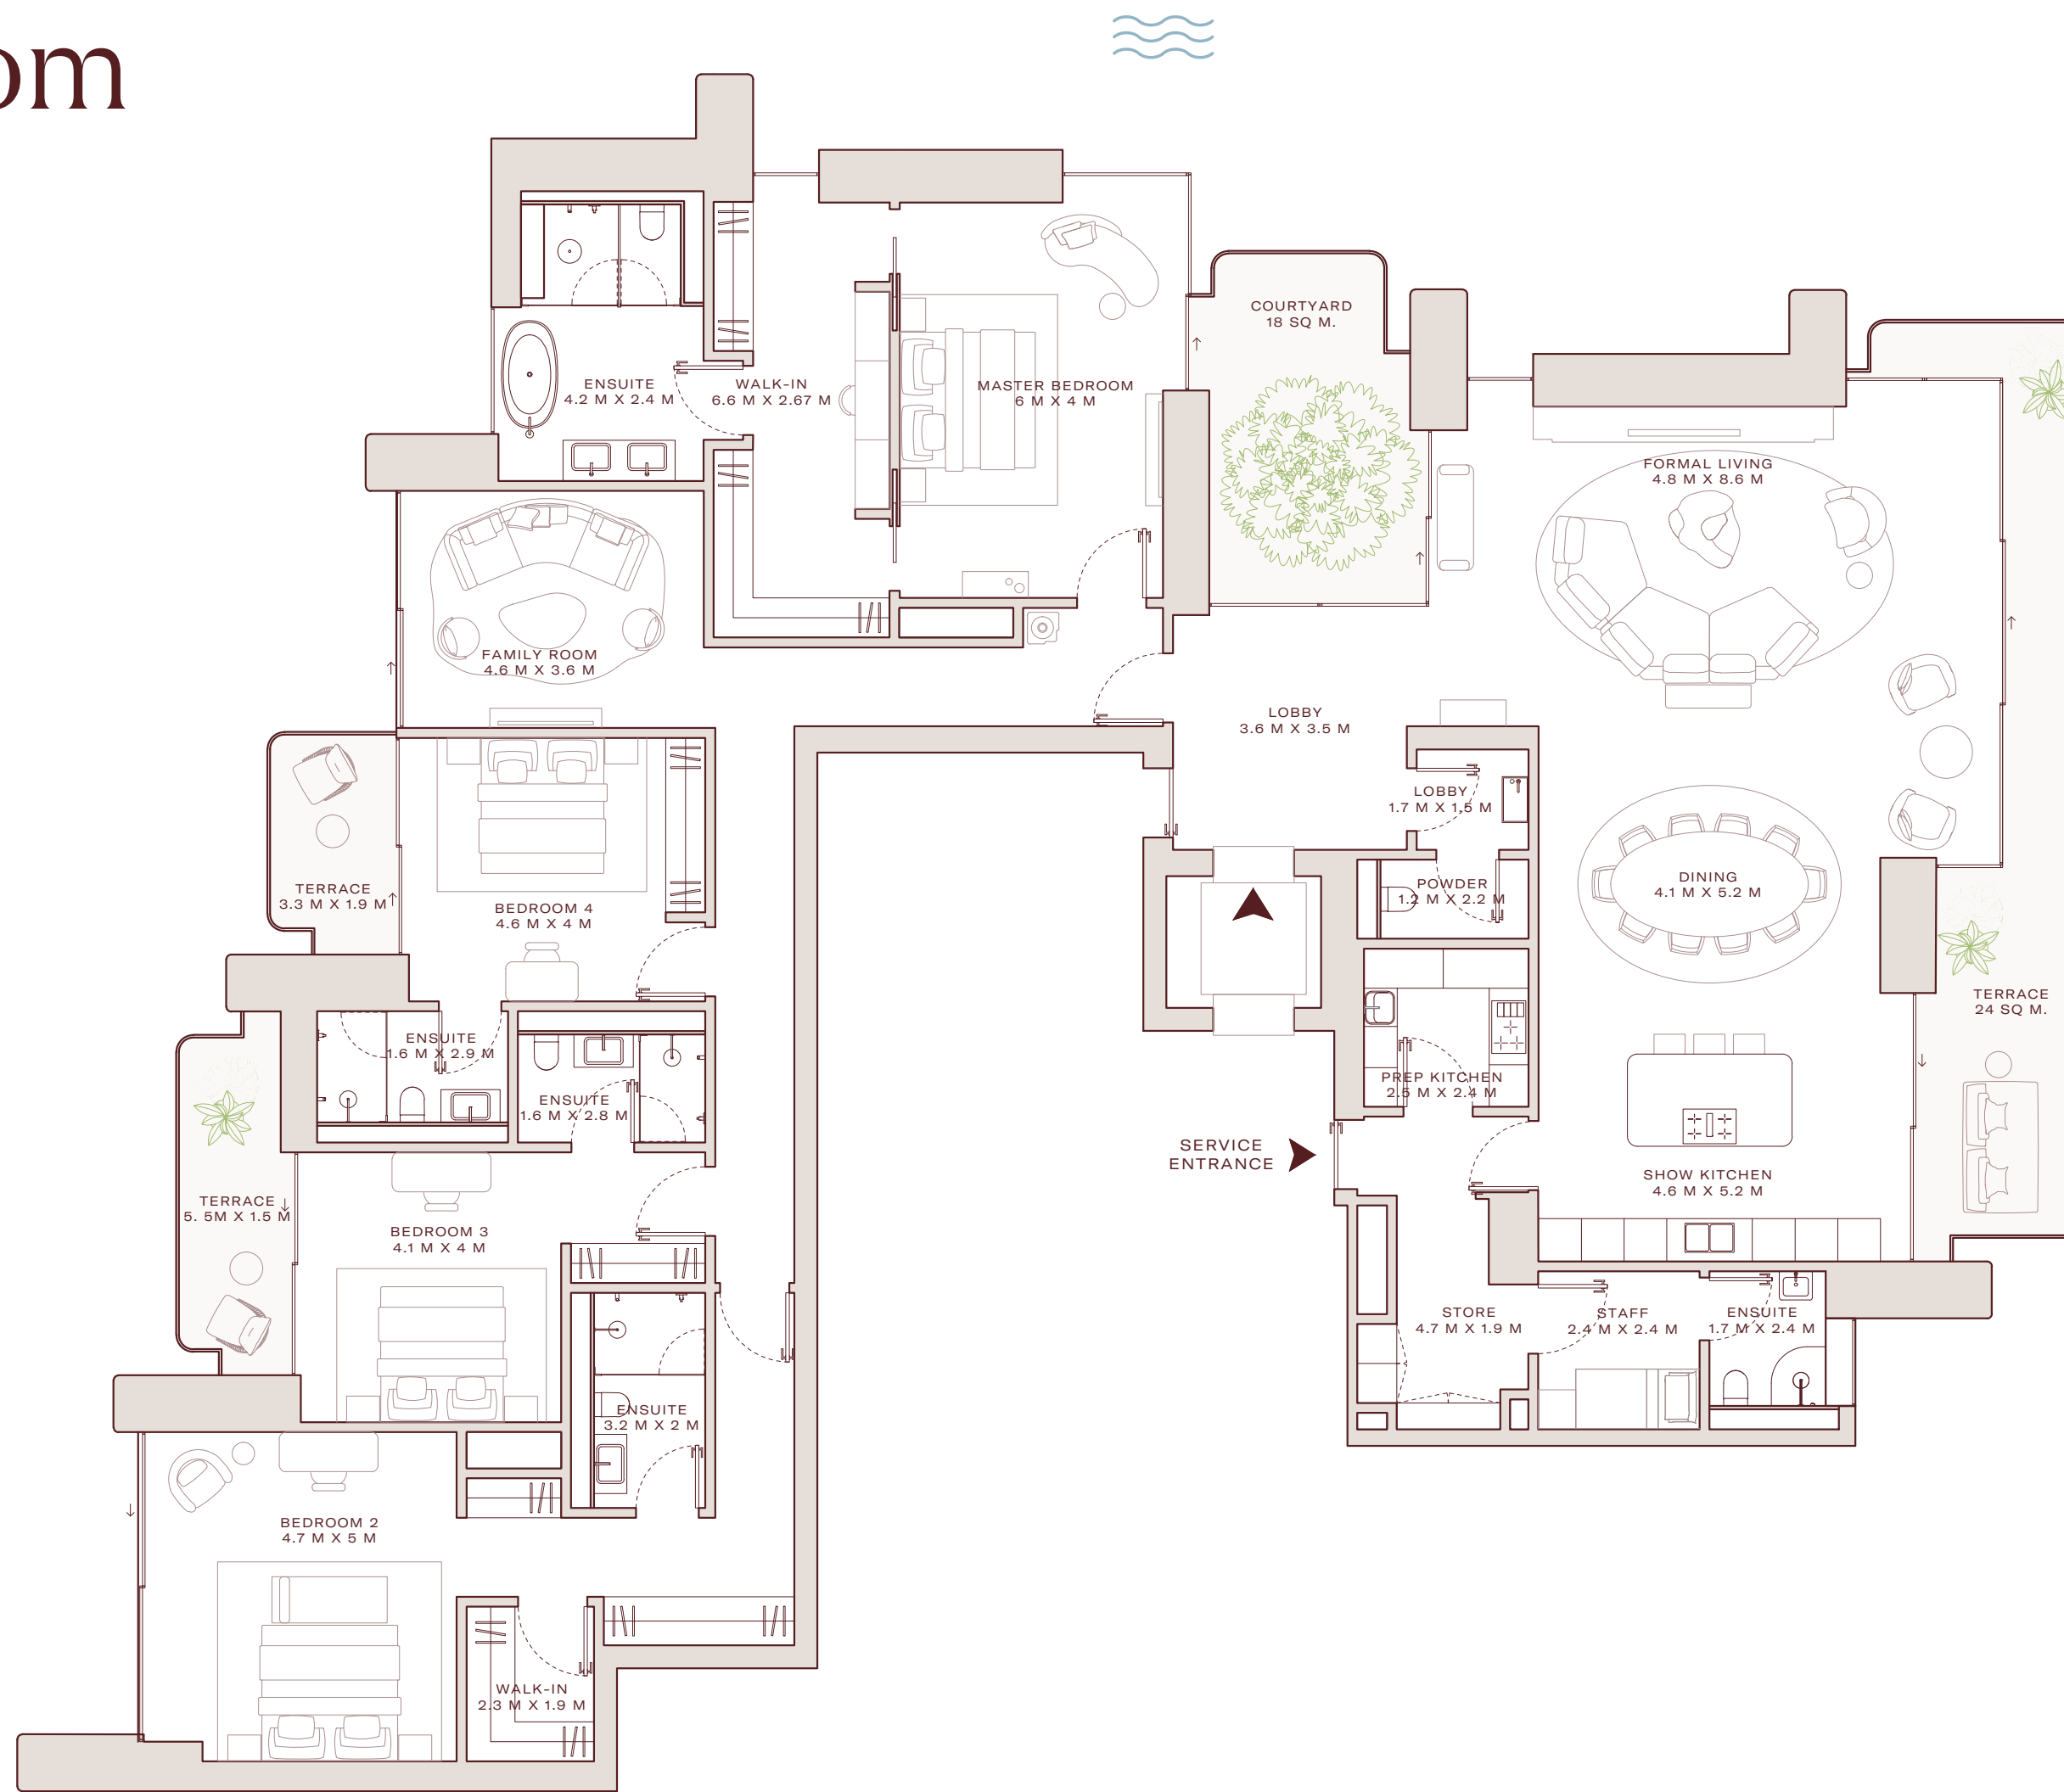 om
COURTYARD
18 SQ M.
ENSUITE
4.2 M X 2.4 M
WALK-IN
6.6 M X 2.67 M
MASTER BEDROOM
6 M X 4 M
FORMAL LIVING
4.8 M X 8.6 M
FAMILY ROOM
4.6 M X 3.6 M
LOBBY
3.6 M X 3.5 M
LOBBY
1.7 M X 1.5 M
TERRACE
3.3 M X 1.9 M
BEDROOM 4
4.6 M X 4 M
POWDER
1.2 M X 2.2 M
DINING
4.1 M X 5.2 M
TERRACE
24 SQ M.
ENSUITE
1.6 M X 2.9 M
ENSUITE
1.6 M X 2.8 M
PREP KITCHEN
2.5 M X 2.4 M
SERVICE
ENTRANCE
SHOW KITCHEN
4.6 M X 5.2 M
TERRACE
5. 5M X 1.5 M
BEDROOM 3
4.1 M X 4 M
STORE
4.7 M X 1.9 M
STAFF
2.4 M X 2.4 M
ENSUITE
1.7 M X 2.4 M
ENSUITE
3.2 M X 2 M
BEDROOM 2
4.7 M X 5 M
WALK-IN
2.3 M X 1.9 M